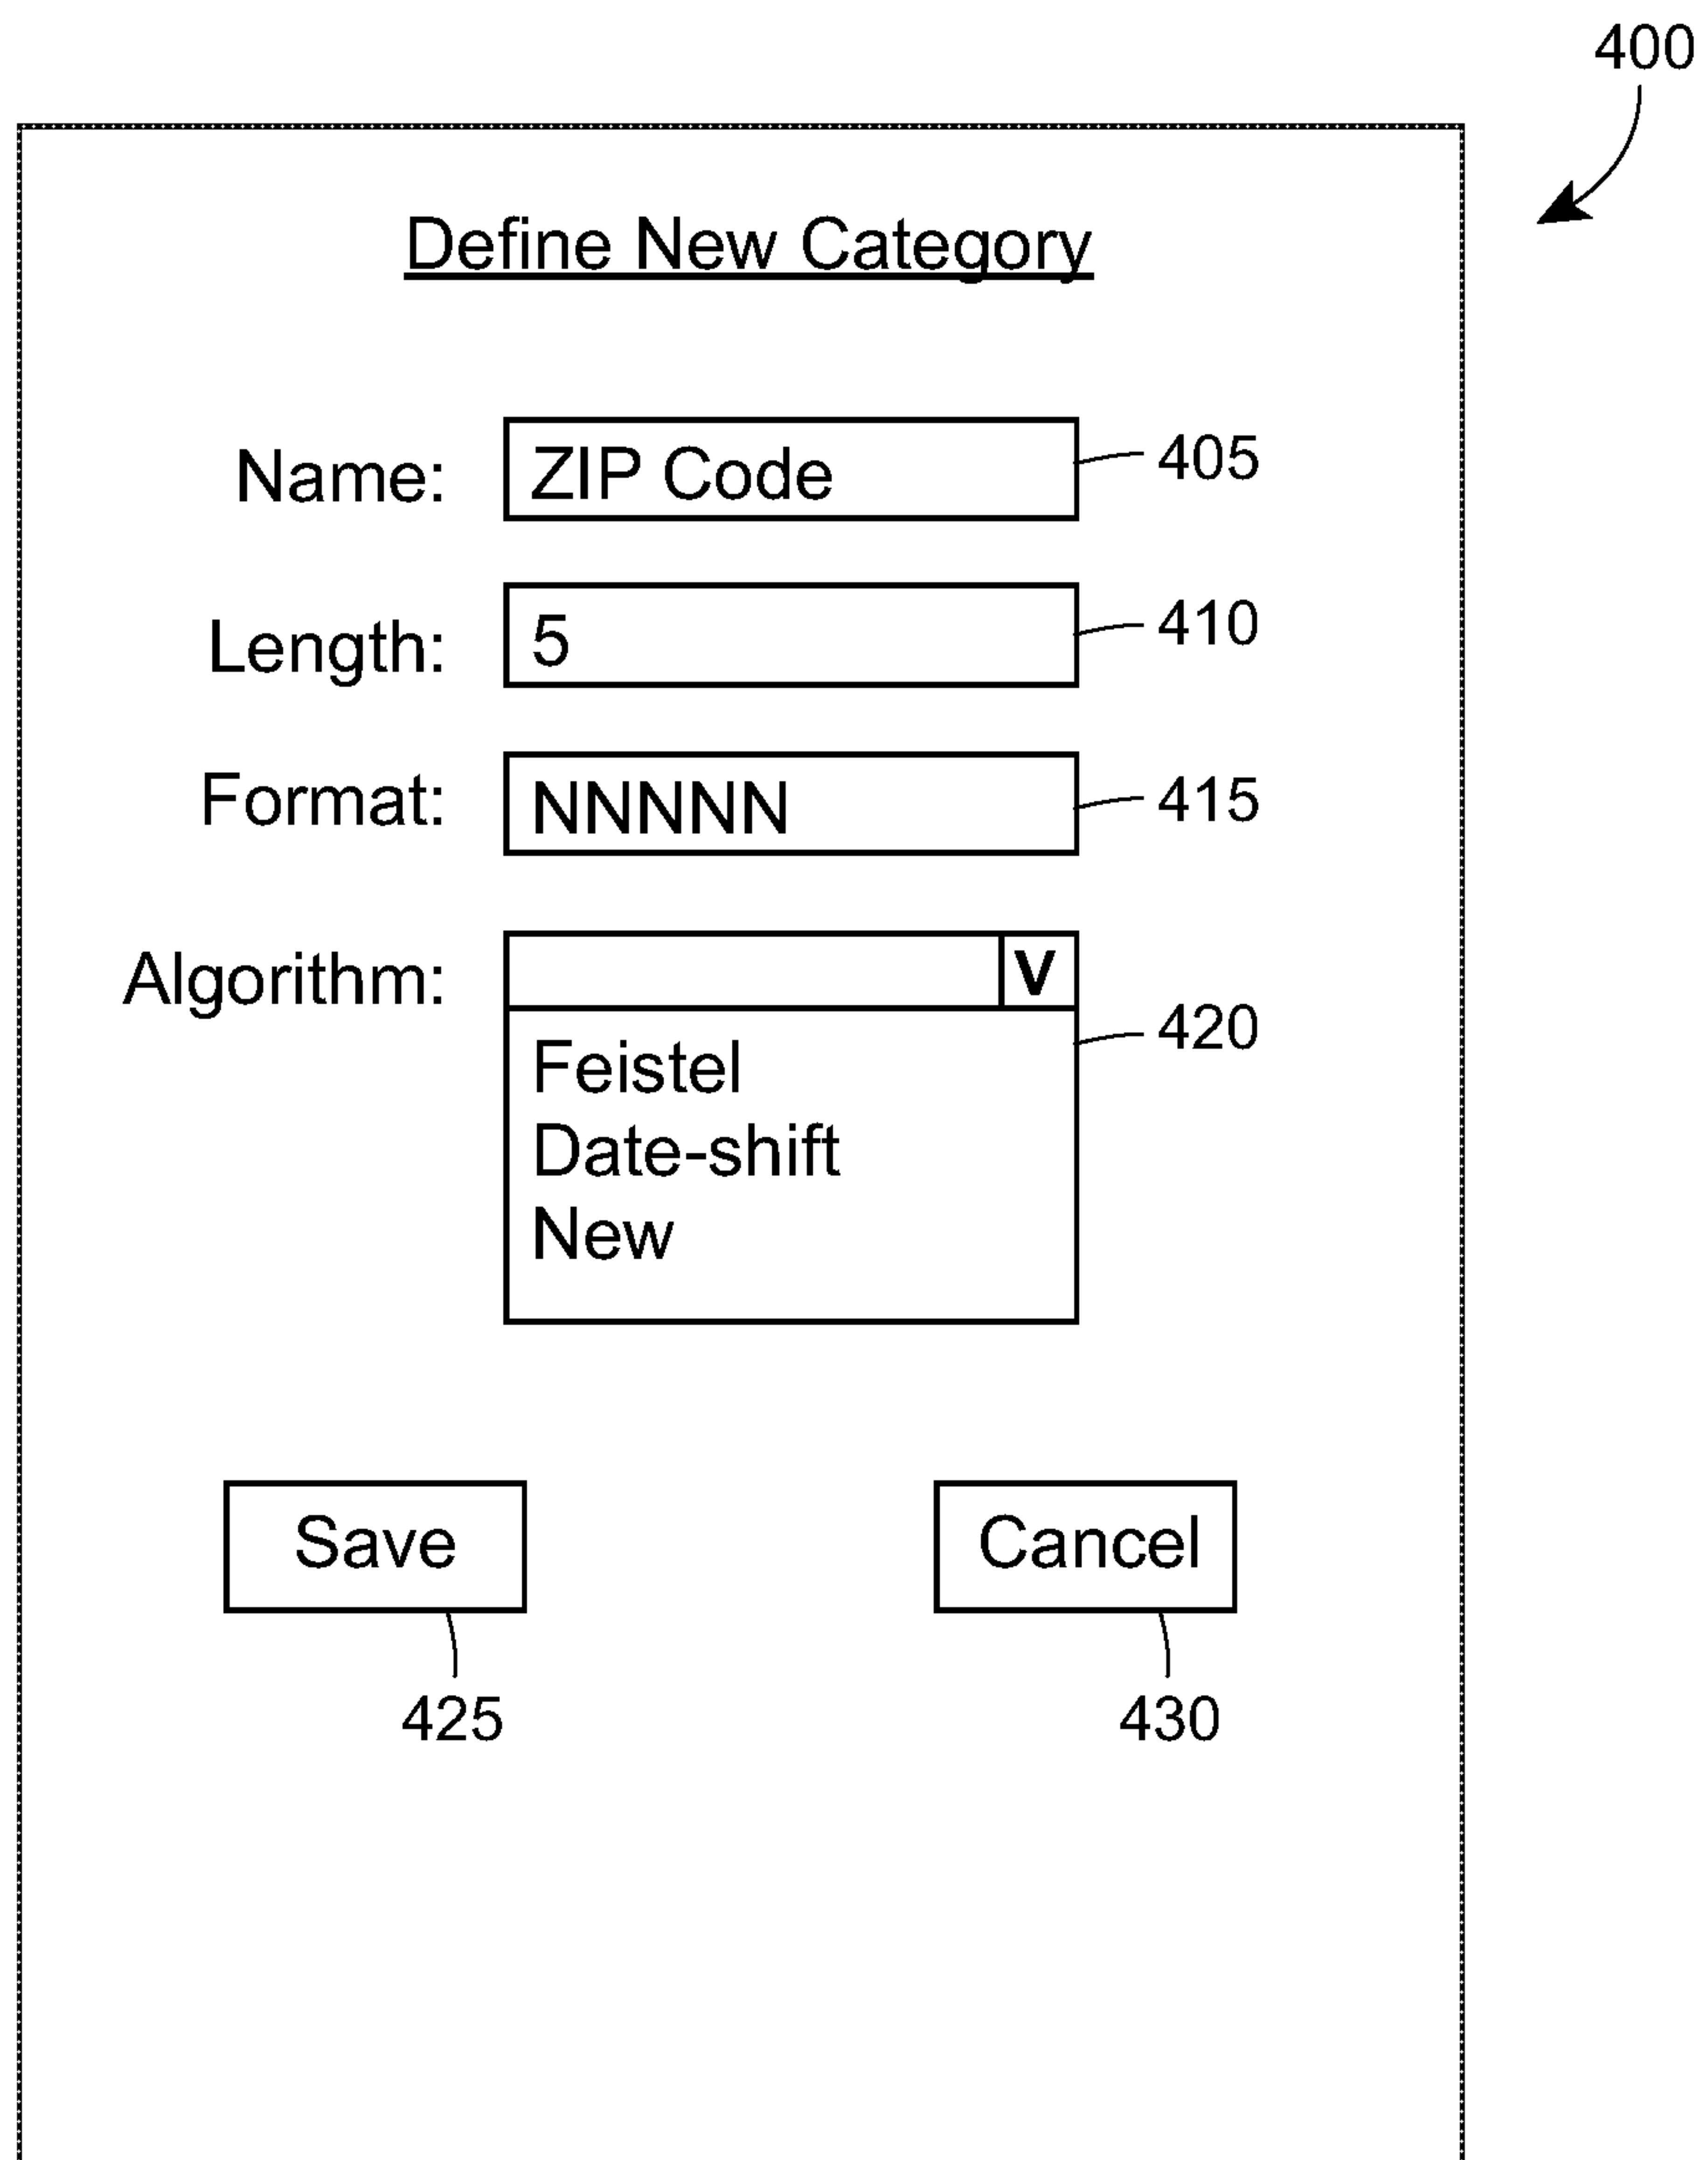 400
Define New Category
Name: ZIP Code 405
Length: 5 410
Format: NNNNN 415
Algorithm: V
420
Feistel
Date-shift
New
Save Cancel
425 430